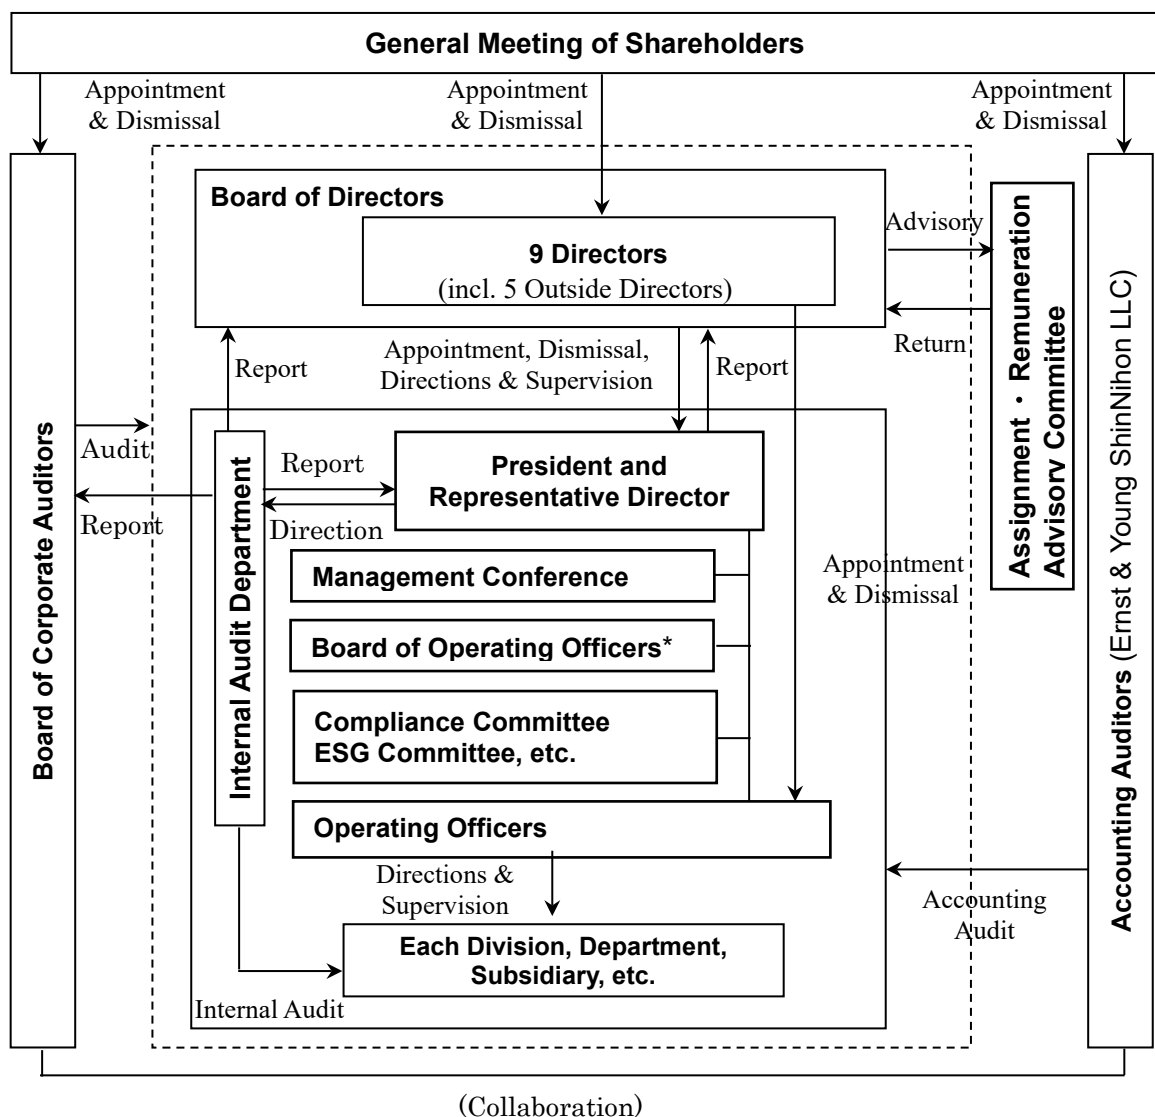 General Meeting of Shareholders
Appointment
& Dismissal
Appointment
& Dismissal
Appointment
& Dismissal
Board of Directors
9 Directors
(incl. 5 Outside Directors)
Advisory
Return
Assignment・Remuneration
Advisory Committee
Report
Appointment, Dismissal,
Directions & Supervision
Report
Board of Corporate Auditors
Audit
Report
Internal Audit Department
Report
Direction
President and
Representative Director
Management Conference
Board of Operating Officers*
Compliance Committee
ESG Committee, etc.
Operating Officers
Appointment
& Dismissal
Accounting Auditors (Ernst & Young ShinNihon LLC)
Directions &
Supervision
Accounting
Audit
Each Division, Department,
Subsidiary, etc.
Internal Audit
(Collaboration)